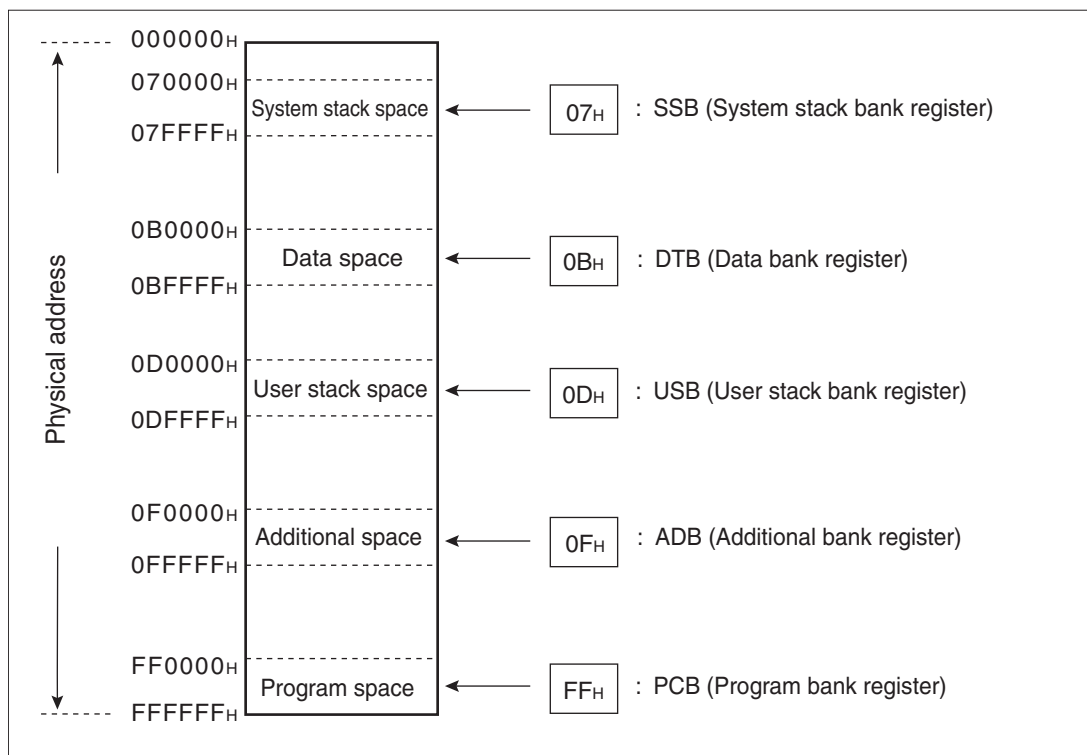 000000H
070000H
System stack space
07H : SSB (System stack bank register)
07FFFFH
0B0000H
Data space
0BH : DTB (Data bank register)
0BFFFFH
Physical address
0D0000H
User stack space
0DH : USB (User stack bank register)
0DFFFFH
0F0000H
Additional space
0FH : ADB (Additional bank register)
0FFFFFH
FF0000H
Program space
FFH : PCB (Program bank register)
FFFFFFH